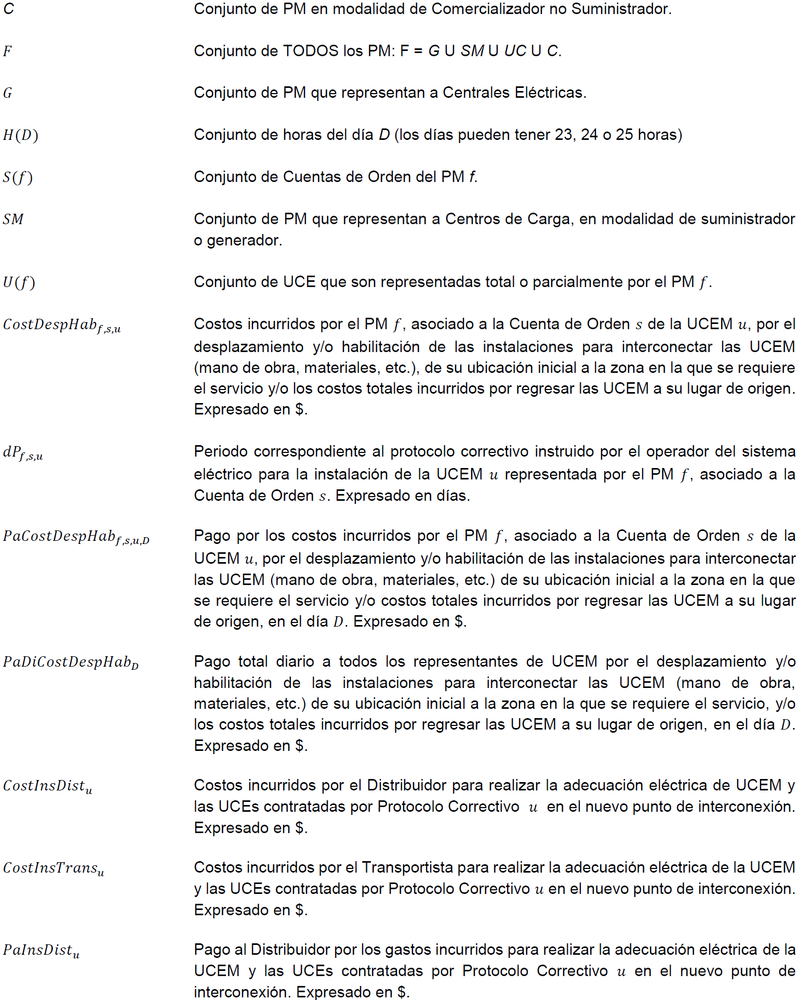 C Conjunto de PM en modalidad de Comercializador no Suministrador.
F Conjunto de TODOS los PM: F = G U SM U UC U C.
G Conjunto de PM que representan a Centrales Eléctricas.
H(D) Conjunto de horas del día D (los días pueden tener 23, 24 o 25 horas)
S(f) Conjunto de Cuentas de Orden del PM f.
SM Conjunto de PM que representan a Centros de Carga, en modalidad de suministrador
o generador.
U(f) Conjunto de UCE que son representadas total o parcialmente por el PM f.
CostDespHab f,s,u Costos incurridos por el PM f, asociado a la Cuenta de Orden s de la UCEM u, por el
desplazamiento y/o habilitación de las instalaciones para interconectar las UCEM
(mano de obra, materiales, etc.), de su ubicación inicial a la zona en la que se requiere
el servicio y/o los costos totales incurridos por regresar las UCEM a su lugar de origen.
Expresado en $.
dP f,s,u Periodo correspondiente al protocolo correctivo instruido por el operador del sistema
eléctrico para la instalación de la UCEM u representada por el PM f, asociado a la
Cuenta de Orden s. Expresado en días.
PaCostDespHab f,s,u,D Pago por los costos incurridos por el PM f, asociado a la Cuenta de Orden s de la
UCEM u, por el desplazamiento y/o habilitación de las instalaciones para interconectar
las UCEM (mano de obra, materiales, etc.) de su ubicación inicial a la zona en la que
se requiere el servicio y/o costos totales incurridos por regresar las UCEM a su lugar
de origen, en el día D. Expresado en $.
PaDiCostDespHab D Pago total diario a todos los representantes de UCEM por el desplazamiento y/o
habilitación de las instalaciones para interconectar las UCEM (mano de obra,
materiales, etc.) de su ubicación inicial a la zona en la que se requiere el servicio, y/o
los costos totales incurridos por regresar las UCEM a su lugar de origen, en el día D.
Expresado en $.
CostInsDist u Costos incurridos por el Distribuidor para realizar la adecuación eléctrica de UCEM y
las UCEs contratadas por Protocolo Correctivo u en el nuevo punto de interconexión.
Expresado en $.
CostInsTrans u Costos incurridos por el Transportista para realizar la adecuación eléctrica de la UCEM
y las UCEs contratadas por Protocolo Correctivo u en el nuevo punto de interconexión.
Expresado en $.
PaInsDist u Pago al Distribuidor por los gastos incurridos para realizar la adecuación eléctrica de la
UCEM y las UCEs contratadas por Protocolo Correctivo u en el nuevo punto de
interconexión. Expresado en $.